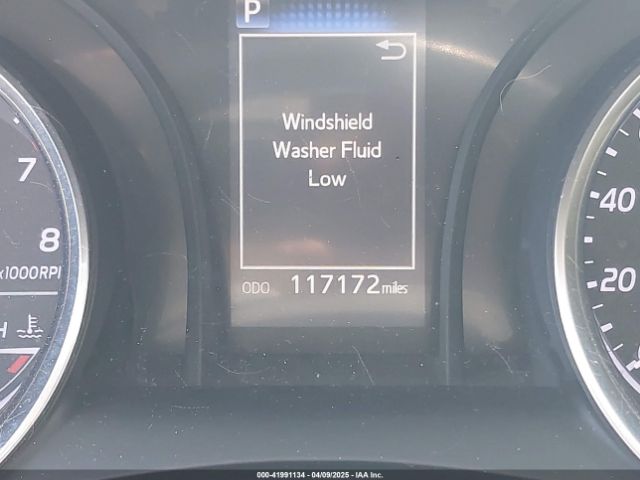 P
Windshield
Washer Fluid
Low
ODO 117172 miles
7
8
x1000RPM
H
40
20
000-41991134 - 04/09/2025 - IAA Inc.